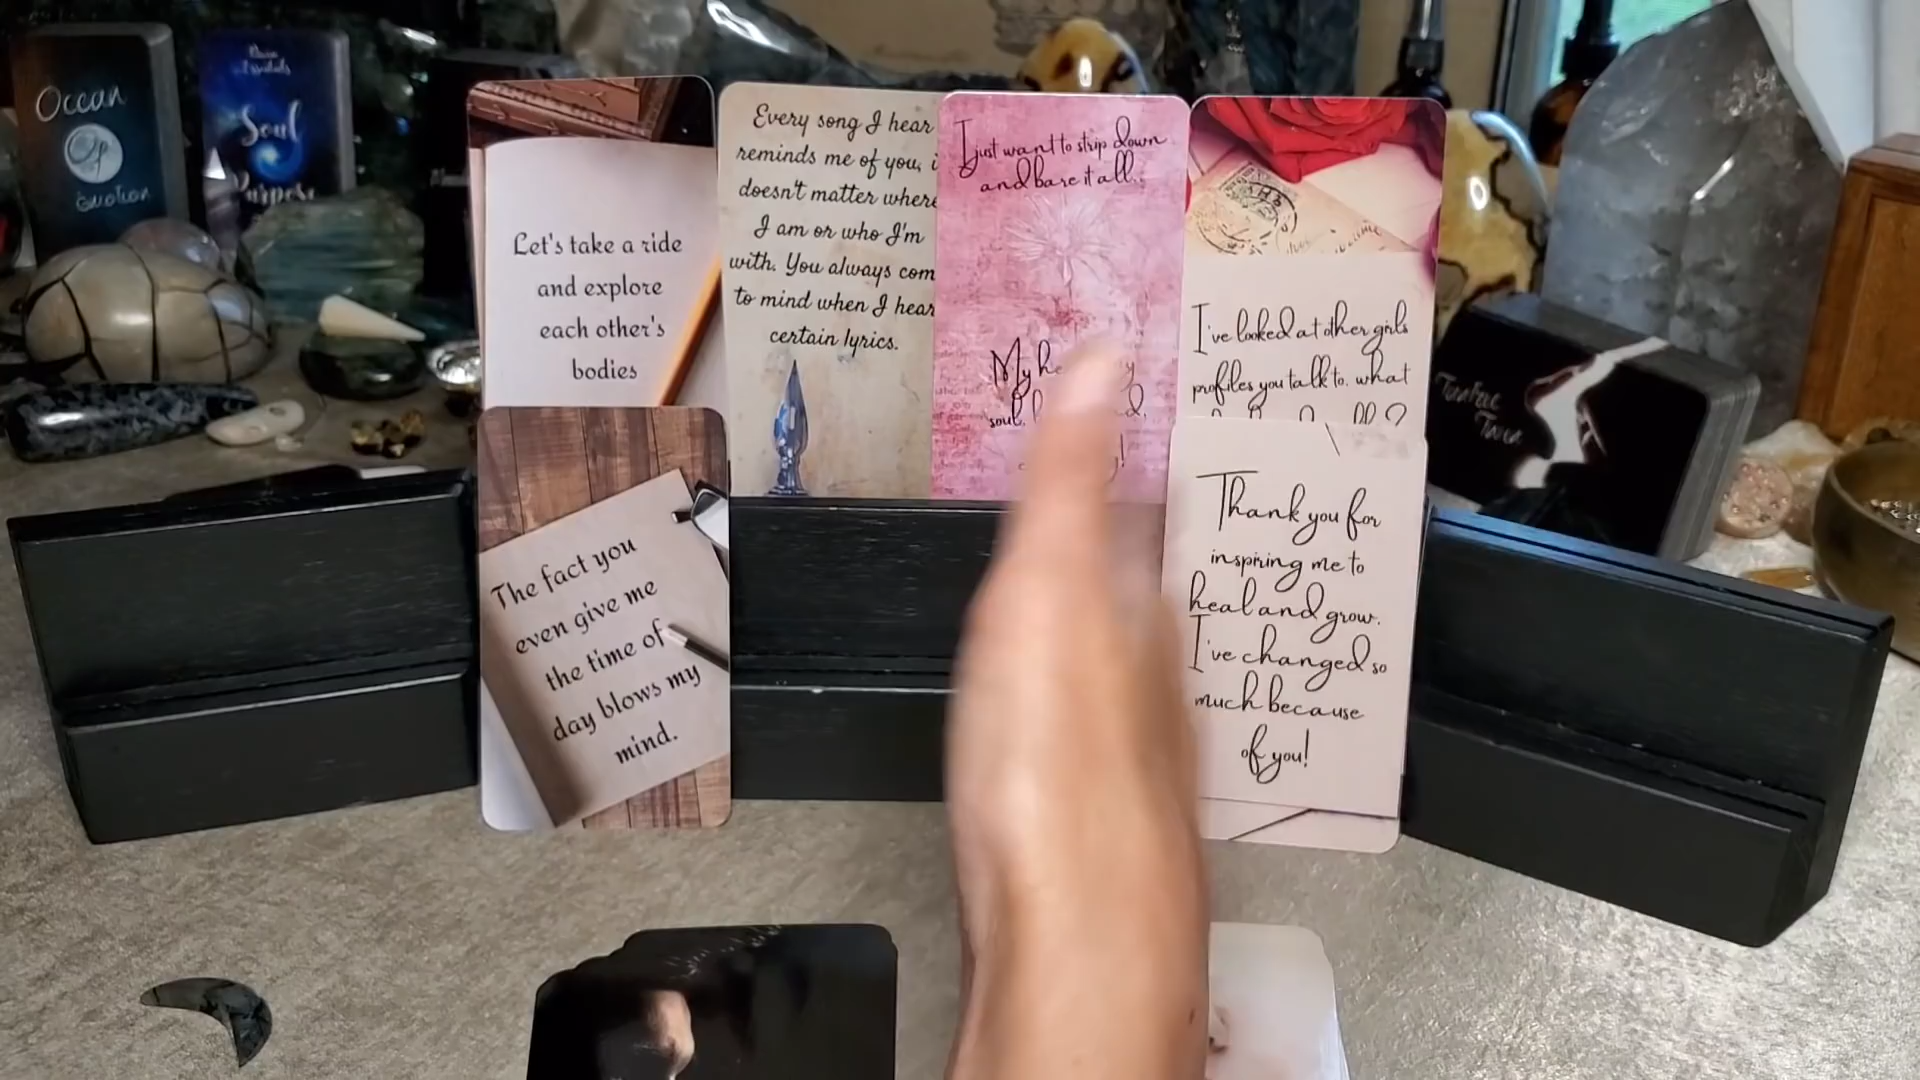 Ocean
Of
Emotion
Soul
Purpose
Let's take a ride
and explore
each other's
bodies
Every song I hear
reminds me of you, i
doesn't matter where
I am or who I'm
with. You always com
to mind when I hear
certain lyrics.
I just want to strip down
and bare it all..
My
soul,
I've looked at other girls
profiles you talk to. what
The fact you
even give me
the time of
day blows my
mind.
Thank you for
inspiring me to
heal and grow.
I've changed so
much because
of you!
Twin